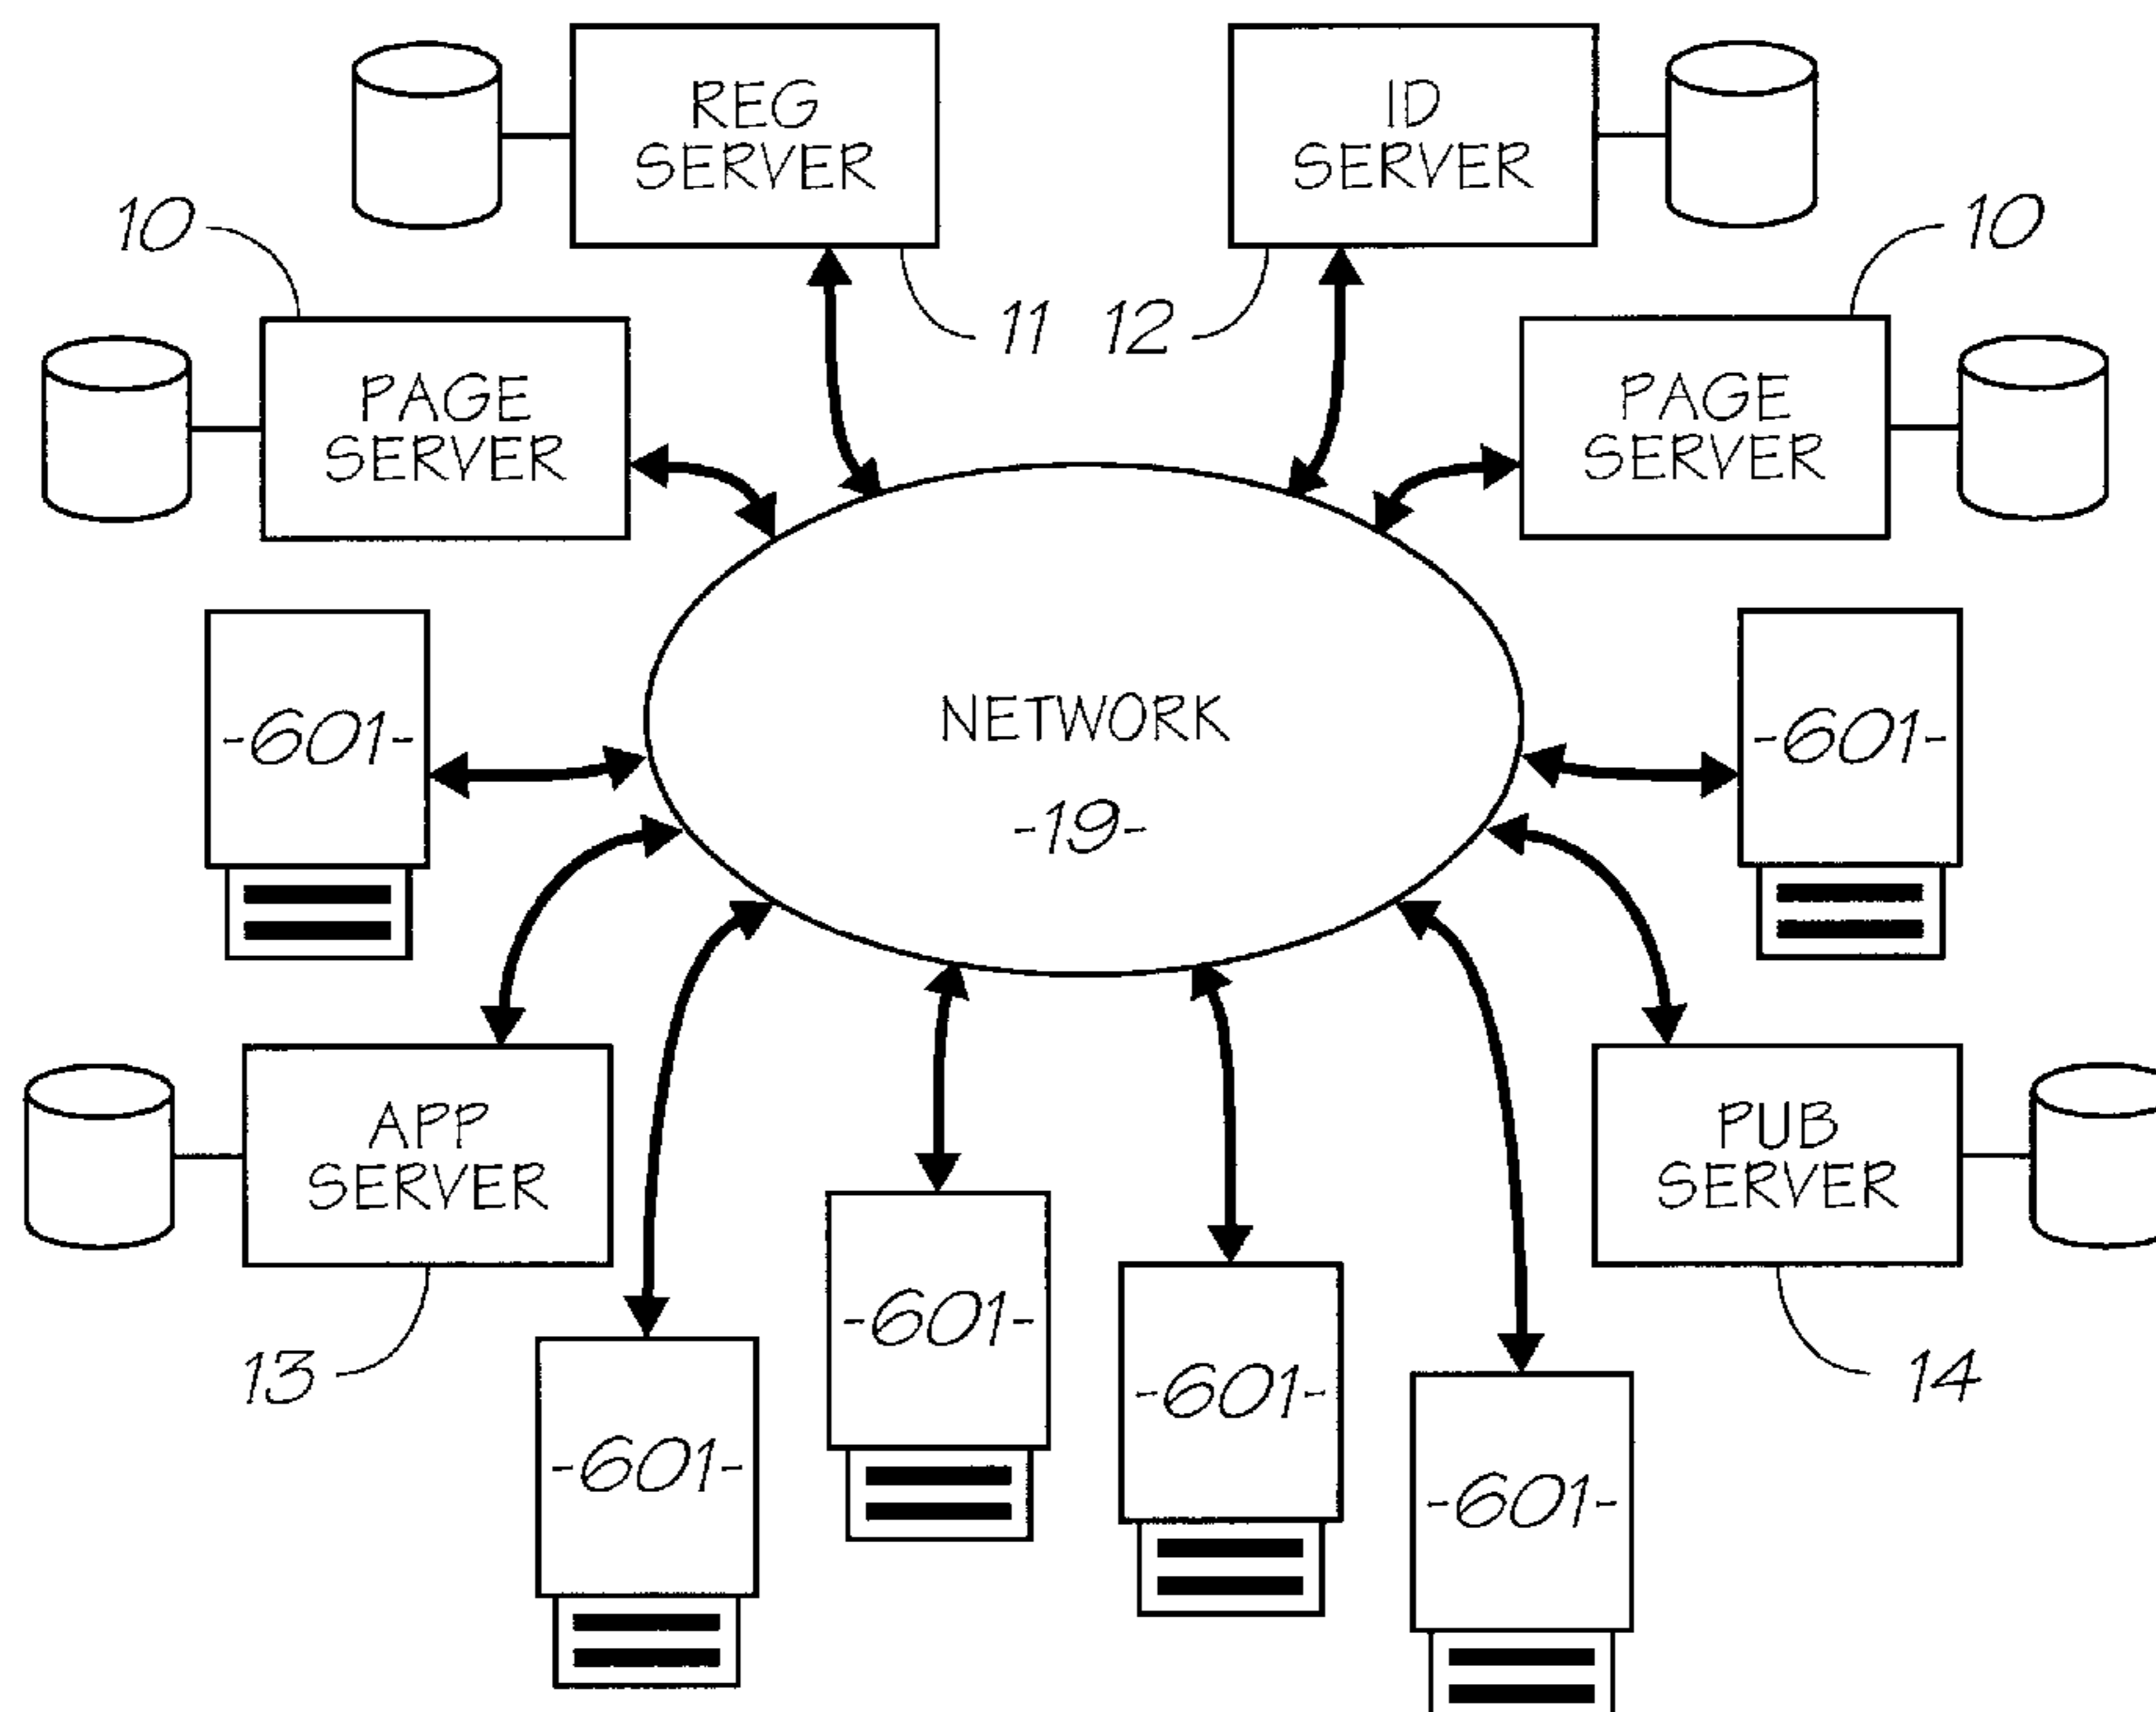 REG
SERVER
ID
SERVER
10
10
11
12
PAGE
SERVER
PAGE
SERVER
NETWORK
-19-
-601-
-601-
APP
SERVER
PUB
SERVER
13
14
-601-
-601-
-601-
-601-